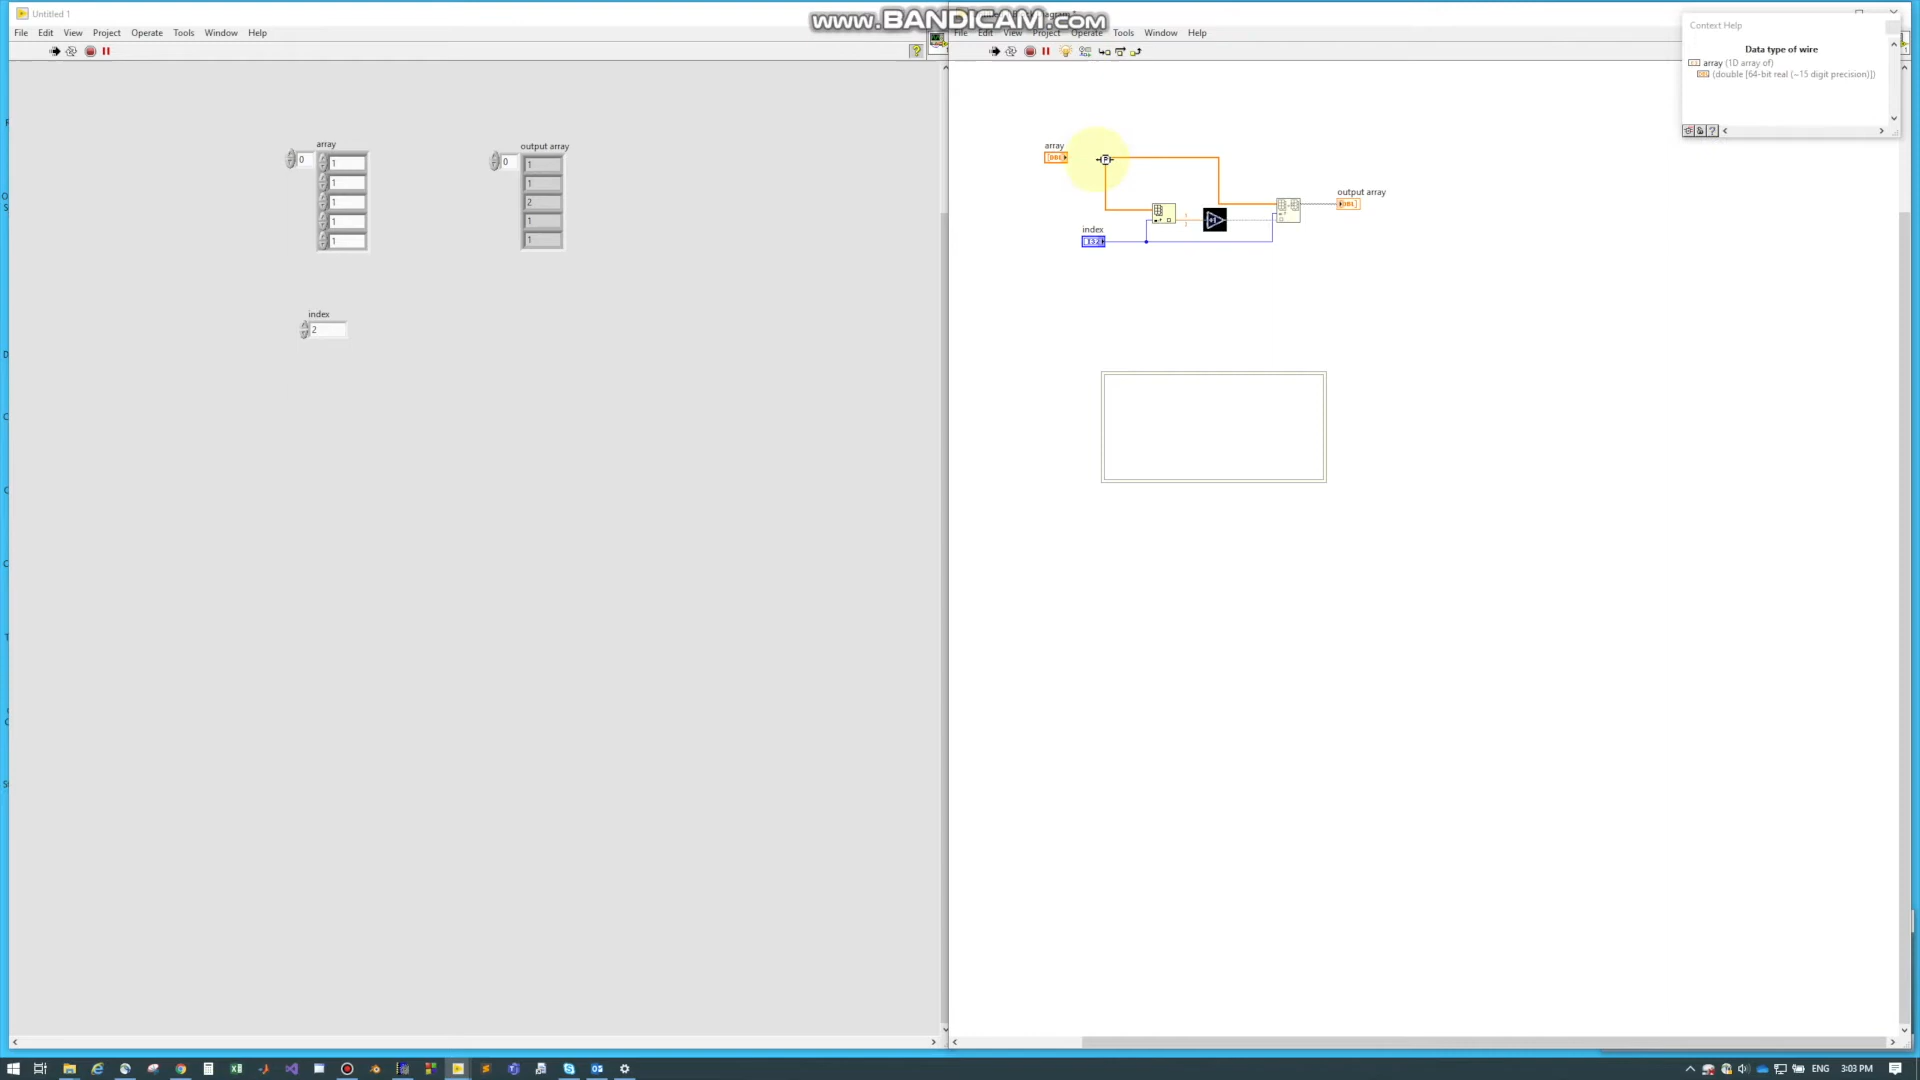 Untitled 1
www.BANDICAM.com
File Edit View Project Operate Tools Window Help
File Edit View Project Operate Tools Window Help
Context Help
Data type of wire
array (1D array of)
(double [64-bit real (~15 digit precision)])
array
0
1
1
1
1
1
output array
0
1
1
2
1
1
index
2
array
output array
index
I32
ENG
3:03 PM